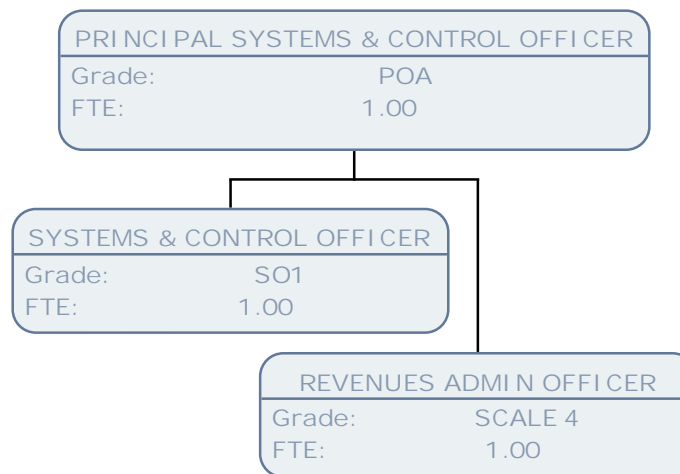 PRINCIPAL SYSTEMS & CONTROL OFFICER
Grade: POA
FTE: 1.00
SYSTEMS & CONTROL OFFICER
Grade: SO1
FTE: 1.00
REVENUES ADMIN OFFICER
Grade: SCALE 4
FTE: 1.00